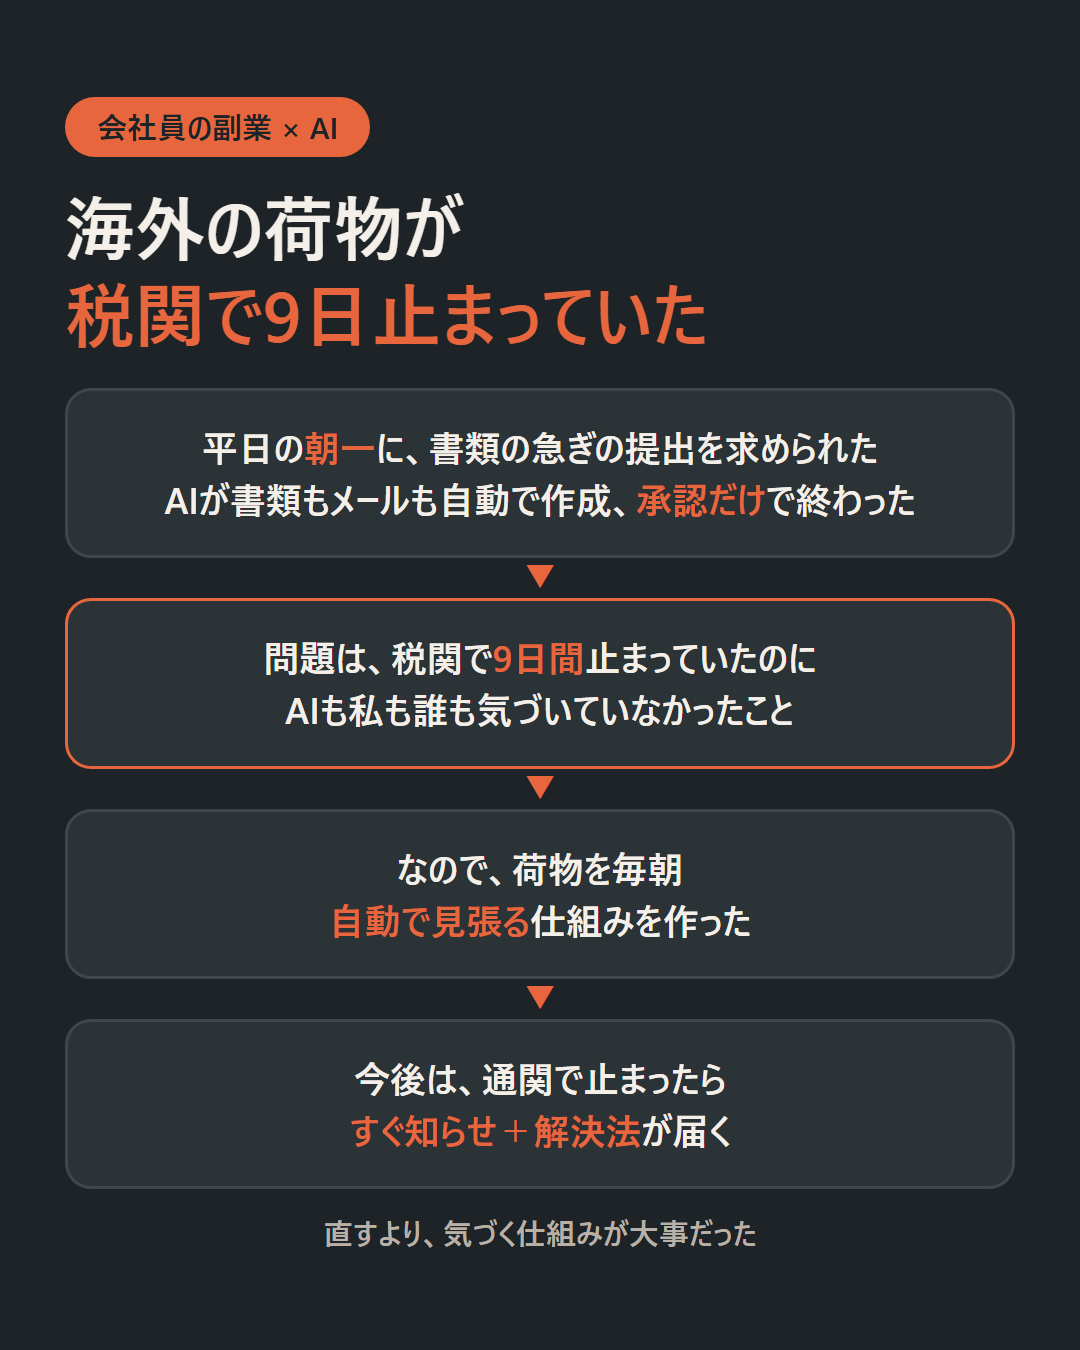 会社員の副業 × AI
海外の荷物が
税関で9日止まっていた
平日の朝一に、書類の急ぎの提出を求められた
AIが書類もメールも自動で作成、承認だけで終わった
問題は、税関で9日間止まっていたのに
AIも私も誰も気づいていなかったこと
なので、荷物を毎朝
自動で見張る仕組みを作った
今後は、通関で止まったら
すぐ知らせ＋解決法が届く
直すより、気づく仕組みが大事だった